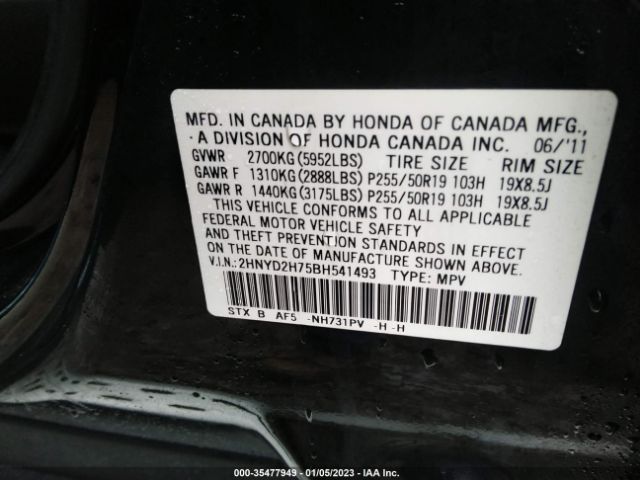 MFD. IN CANADA BY HONDA OF CANADA MFG.,
A DIVISION OF HONDA CANADA INC. 06/'11
GVWR 2700KG(5952LBS) TIRE SIZE RIM SIZE
GAWR F 1310KG(2888LBS) P255/50R19 103H 19X8.5J
GAWR R 1440KG(3175LBS) P255/50R19 103H 19X8.5J
THIS VEHICLE CONFORMS TO ALL APPLICABLE
FEDERAL MOTOR VEHICLE SAFETY
AND THEFT PREVENTION STANDARDS IN EFFECT
ON THE DATE OF MANUFACTURE SHOWN ABOVE.
V.I.N.:2HNYD2H75BH541493 TYPE: MPV
STX B AF5 -NH731PV -H -H
000-35477949 — 01/05/2023 — IAA Inc.